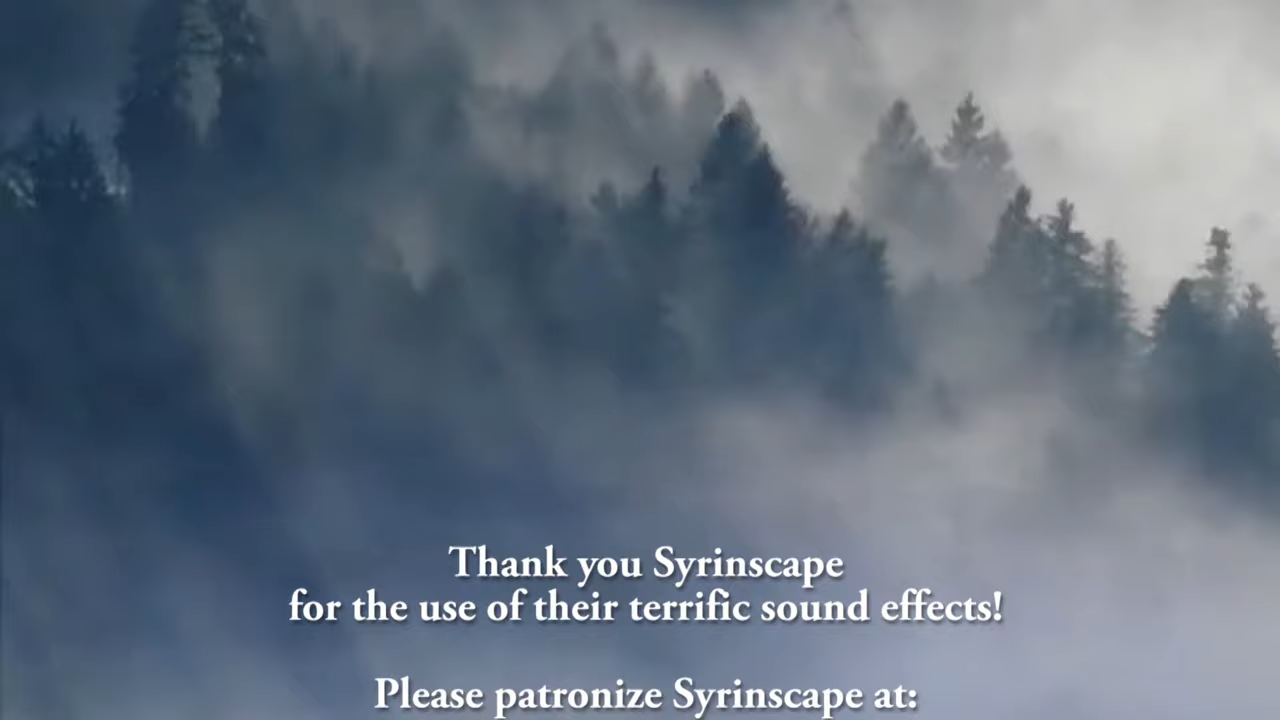 Thank you Syrinscape
for the use of their terrific sound effects!
Please patronize Syrinscape at: